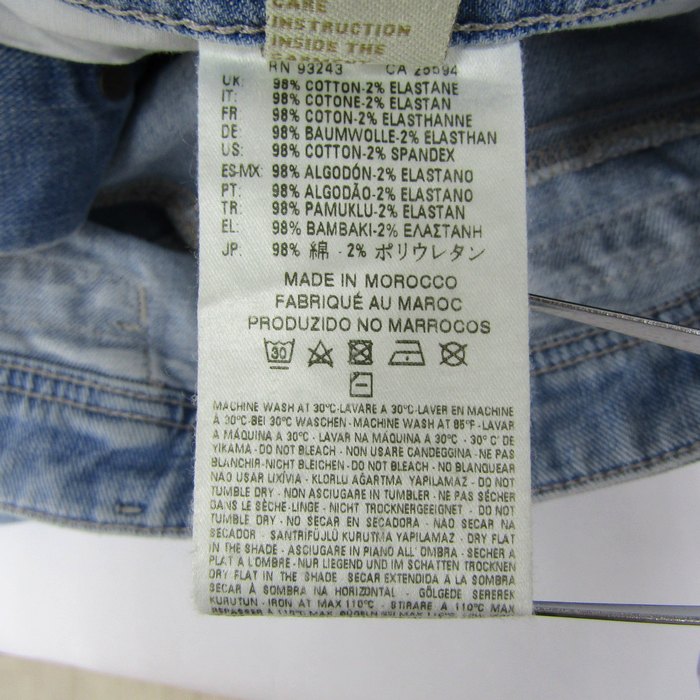 CARE
INSTRUCTION
INSIDE THE
RN 93243 CA 25594
UK: 98% COTTON-2% ELASTANE
IT: 98% COTONE-2% ELASTAN
FR 98% COTON-2% ELASTHANNE
DE: 98% BAUMWOLLE-2% ELASTHAN
US: 98% COTTON-2% SPANDEX
ES-MX: 98% ALGODÓN-2% ELASTANO
PT: 98% ALGODÃO-2% ELASTANO
TR: 98% PAMUKLU-2% ELASTAN
EL: 98% ΒΑΜΒΑΚΙ-2% ΕΛΑΣΤΑΝΗ
JP: 98% 綿 -2% ポリウレタン
MADE IN MOROCCO
FABRIQUÉ AU MAROC
PRODUZIDO NO MARROCOS
30
MACHINE WASH AT 30°C-LAVARE A 30°C-LAVER EN MACHINE
À 30°C-BEI 30°C WASCHEN-MACHINE WASH AT 85°F-LAVAR
A MÁQUINA A 30°C - LAVAR NA MÁQUINA A 30°C - 30°C' DE
YIKAMA - DO NOT BLEACH - NON USARE CANDEGGINA - NE PAS
BLANCHIR-NICHT BLEICHEN-DO NOT BLEACH-NO BLANQUEAR
NÃO USAR LIXÍVIA - KLORLU AĞARTMA YAPILAMAZ - DO NOT
TUMBLE DRY - NON ASCIUGARE IN TUMBLER - NE PAS SÉCHER
DANS LE SÈCHE-LINGE - NICHT TROCKNERGEEIGNET - DO NOT
TUMBLE DRY - NO SECAR EN SECADORA - NÃO SECAR NA
SECADOR - SANTRİFÜJLÜ KURUTMA YAPILAMAZ - DRY FLAT
IN THE SHADE - ASCIUGARE IN PIANO ALL'OMBRA - SECHER A
PLAT A L'OMBRE - NUR LIEGEND UND IM SCHATTEN TROCKNEN
DRY FLAT IN THE SHADE SECAR EXTENDIDA A LA SOMBRA
SECAR À SOMBRA NA HORIZONTAL - GÖLGEDE SEREREK
KURUTUN - IRON AT MAX 110°C - STIRARE A 110°C MAX